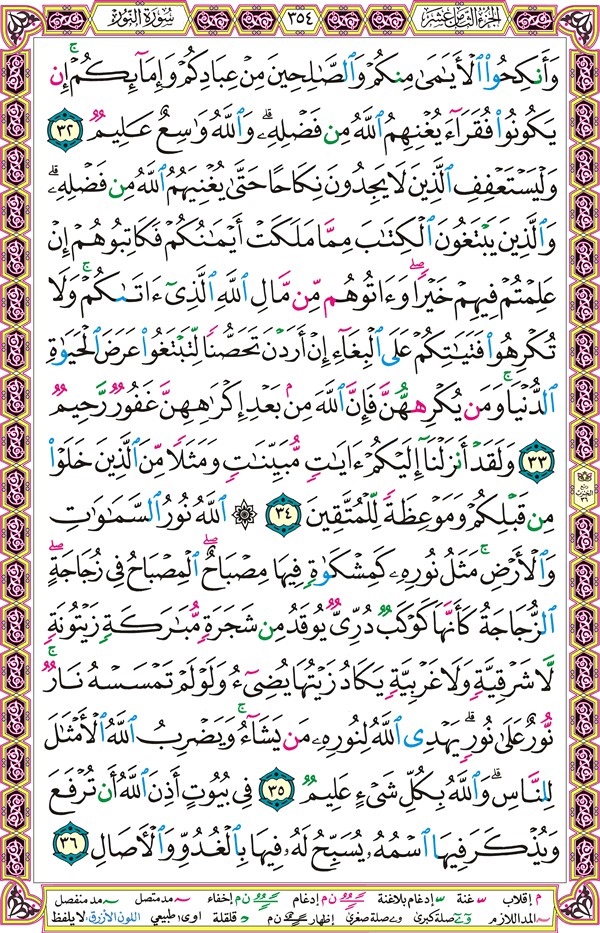 الجزء الثامن عشر ٣٥٤ سورة النور
وَأَنكِحُوا۟ ٱلْأَيَـٰمَىٰ مِنكُمْ وَٱلصَّـٰلِحِينَ مِنْ عِبَادِكُمْ وَإِمَآئِكُمْ ۚ إِن
يَكُونُوا۟ فُقَرَآءَ يُغْنِهِمُ ٱللَّهُ مِن فَضْلِهِۦ ۗ وَٱللَّهُ وَٰسِعٌ عَلِيمٌ ٣٢
وَلْيَسْتَعْفِفِ ٱلَّذِينَ لَا يَجِدُونَ نِكَاحًا حَتَّىٰ يُغْنِيَهُمُ ٱللَّهُ مِن فَضْلِهِۦ ۗ
وَٱلَّذِينَ يَبْتَغُونَ ٱلْكِتَـٰبَ مِمَّا مَلَكَتْ أَيْمَـٰنُكُمْ فَكَاتِبُوهُمْ إِنْ
عَلِمْتُمْ فِيهِمْ خَيْرًا ۖ وَءَاتُوهُم مِّن مَّالِ ٱللَّهِ ٱلَّذِىٓ ءَاتَىٰكُمْ ۚ وَلَا
تُكْرِهُوا۟ فَتَيَـٰتِكُمْ عَلَى ٱلْبِغَآءِ إِنْ أَرَدْنَ تَحَصُّنًا لِّتَبْتَغُوا۟ عَرَضَ ٱلْحَيَوٰةِ
ٱلدُّنْيَا ۚ وَمَن يُكْرِههُّنَّ فَإِنَّ ٱللَّهَ مِنۢ بَعْدِ إِكْرَٰهِهِنَّ غَفُورٌ رَّحِيمٌ
٣٣ وَلَقَدْ أَنزَلْنَآ إِلَيْكُمْ ءَايَـٰتٍ مُّبَيِّنَـٰتٍ وَمَثَلًا مِّنَ ٱلَّذِينَ خَلَوْا۟
مِن قَبْلِكُمْ وَمَوْعِظَةً لِّلْمُتَّقِينَ ٣٤ ۞ ٱللَّهُ نُورُ ٱلسَّمَـٰوَٰتِ
وَٱلْأَرْضِ ۚ مَثَلُ نُورِهِۦ كَمِشْكَوٰةٍ فِيهَا مِصْبَاحٌ ۖ ٱلْمِصْبَاحُ فِى زُجَاجَةٍ ۖ
ٱلزُّجَاجَةُ كَأَنَّهَا كَوْكَبٌ دُرِّىٌّ يُوقَدُ مِن شَجَرَةٍ مُّبَـٰرَكَةٍ زَيْتُونَةٍ
لَّا شَرْقِيَّةٍ وَلَا غَرْبِيَّةٍ يَكَادُ زَيْتُهَا يُضِىٓءُ وَلَوْ لَمْ تَمْسَسْهُ نَارٌ ۚ
نُّورٌ عَلَىٰ نُورٍ ۗ يَهْدِى ٱللَّهُ لِنُورِهِۦ مَن يَشَآءُ ۚ وَيَضْرِبُ ٱللَّهُ ٱلْأَمْثَـٰلَ
لِلنَّاسِ ۗ وَٱللَّهُ بِكُلِّ شَىْءٍ عَلِيمٌ ٣٥ فِى بُيُوتٍ أَذِنَ ٱللَّهُ أَن تُرْفَعَ
وَيُذْكَرَ فِيهَا ٱسْمُهُۥ يُسَبِّحُ لَهُۥ فِيهَا بِٱلْغُدُوِّ وَٱلْـَٔاصَالِ ٣٦
م إقلاب غنة إدغام بلاغنة ن م إدغام ن م إخفاء مد متصل مد منفصل
المد اللازم صلة كبرى صلة صغرى إظهار ن قلقلة اوى طبيعي اللون الأزرق لا يلفظ